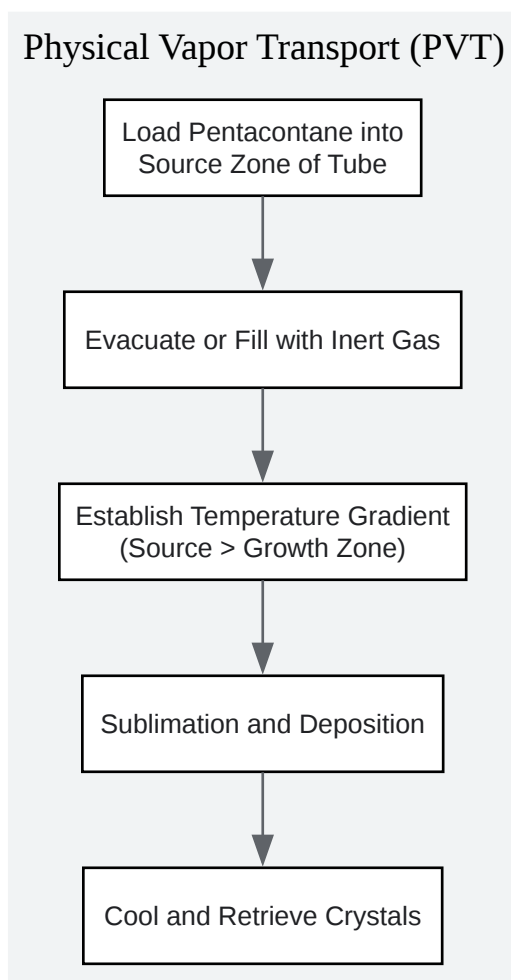 Physical Vapor Transport (PVT)
Load Pentacontane into
Source Zone of Tube
Evacuate or Fill with Inert Gas
Establish Temperature Gradient
(Source > Growth Zone)
Sublimation and Deposition
Cool and Retrieve Crystals